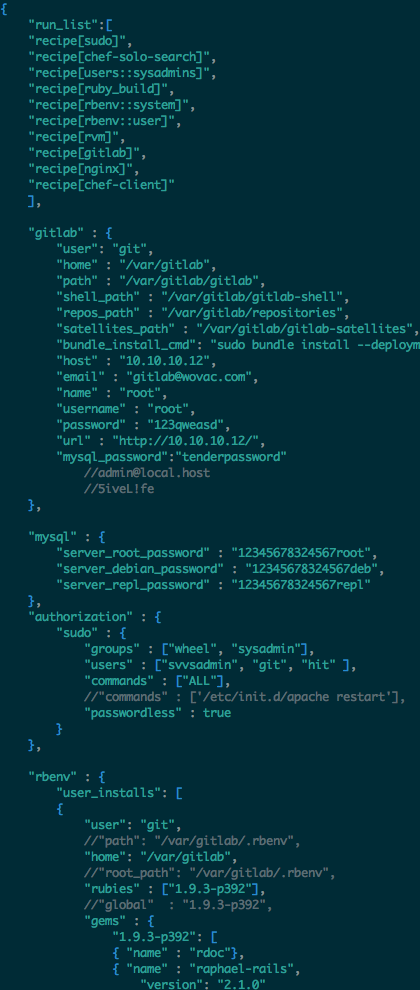 {
"run_list":[
"recipe[sudo]",
"recipe[chef-solo-search]",
"recipe[users::sysadmins]",
"recipe[ruby_build]",
"recipe[rbenv::system]",
"recipe[rbenv::user]",
"recipe[rvm]",
"recipe[gitlab]",
"recipe[nginx]",
"recipe[chef-client]"
],
"gitlab" : {
"user": "git",
"home" : "/var/gitlab",
"path" : "/var/gitlab/gitlab",
"shell_path" : "/var/gitlab/gitlab-shell",
"repos_path" : "/var/gitlab/repositories",
"satellites_path" : "/var/gitlab/gitlab-satellites",
"bundle_install_cmd": "sudo bundle install --deploym
"host" : "10.10.10.12",
"email" : "gitlab@wovac.com",
"name" : "root",
"username" : "root",
"password" : "123qweasd",
"url" : "http://10.10.10.12/",
"mysql_password":"tenderpassword"
//admin@local.host
//5iveL!fe
},
"mysql" : {
"server_root_password" : "12345678324567root",
"server_debian_password" : "12345678324567deb",
"server_repl_password" : "12345678324567repl"
},
"authorization" : {
"sudo" : {
"groups" : ["wheel", "sysadmin"],
"users" : ["svvsadmin", "git", "hit" ],
"commands" : ["ALL"],
//"commands" : ['/etc/init.d/apache restart'],
"passwordless" : true
}
},
"rbenv" : {
"user_installs": [
{
"user": "git",
//"path": "/var/gitlab/.rbenv",
"home": "/var/gitlab",
//"root_path": "/var/gitlab/.rbenv",
"rubies" : ["1.9.3-p392"],
//"global"  : "1.9.3-p392",
"gems" : {
"1.9.3-p392": [
{ "name" : "rdoc"},
{ "name" : "raphael-rails",
"version": "2.1.0"